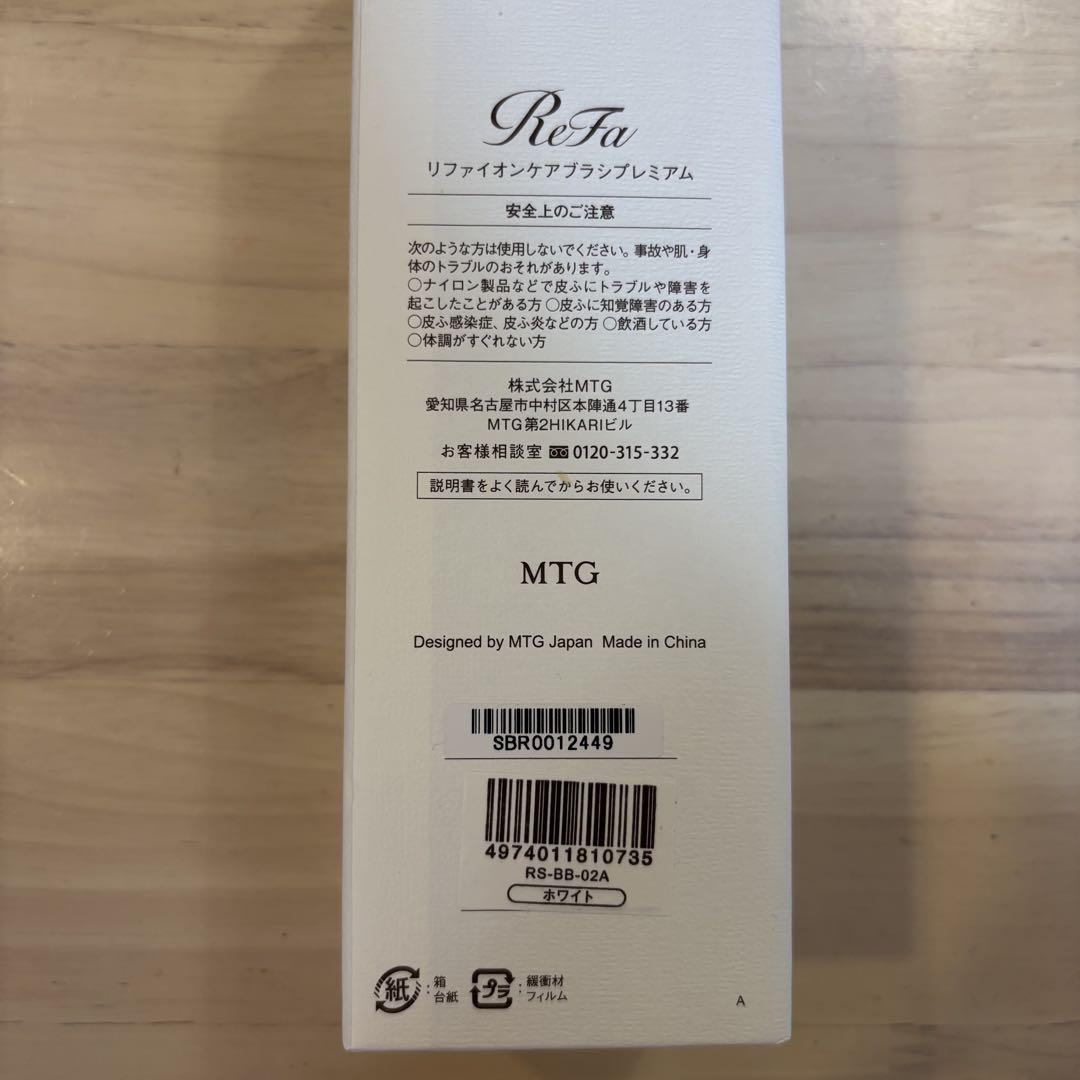 ReFa
リファイオンケアブラシプレミアム
安全上のご注意
次のような方は使用しないでください。事故や肌・身
体のトラブルのおそれがあります。
○ナイロン製品などで皮ふにトラブルや障害を
起こしたことがある方 ○皮ふに知覚障害のある方
○皮ふ感染症、皮ふ炎などの方 ○飲酒している方
○体調がすぐれない方
株式会社MTG
愛知県名古屋市中村区本陣通4丁目13番
MTG第2HIKARIビル
お客様相談室 0120-315-332
説明書をよく読んでからお使いください。
MTG
Designed by MTG Japan Made in China
SBR0012449
4974011810735
RS-BB-02A
ホワイト
紙 : 箱
台紙
プラ : 緩衝材
フィルム
A